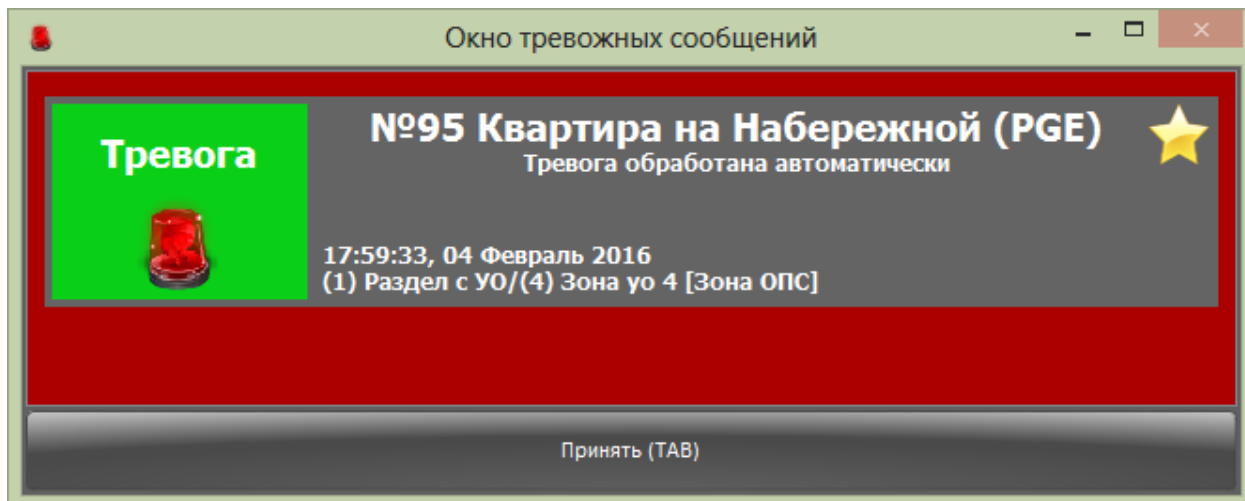 Окно тревожных сообщений
Тревога
№95 Квартира на Набережной (PGE)
Тревога обработана автоматически
17:59:33, 04 Февраль 2016
(1) Раздел с УО/(4) Зона уо 4 [Зона ОПС]
Принять (TAB)